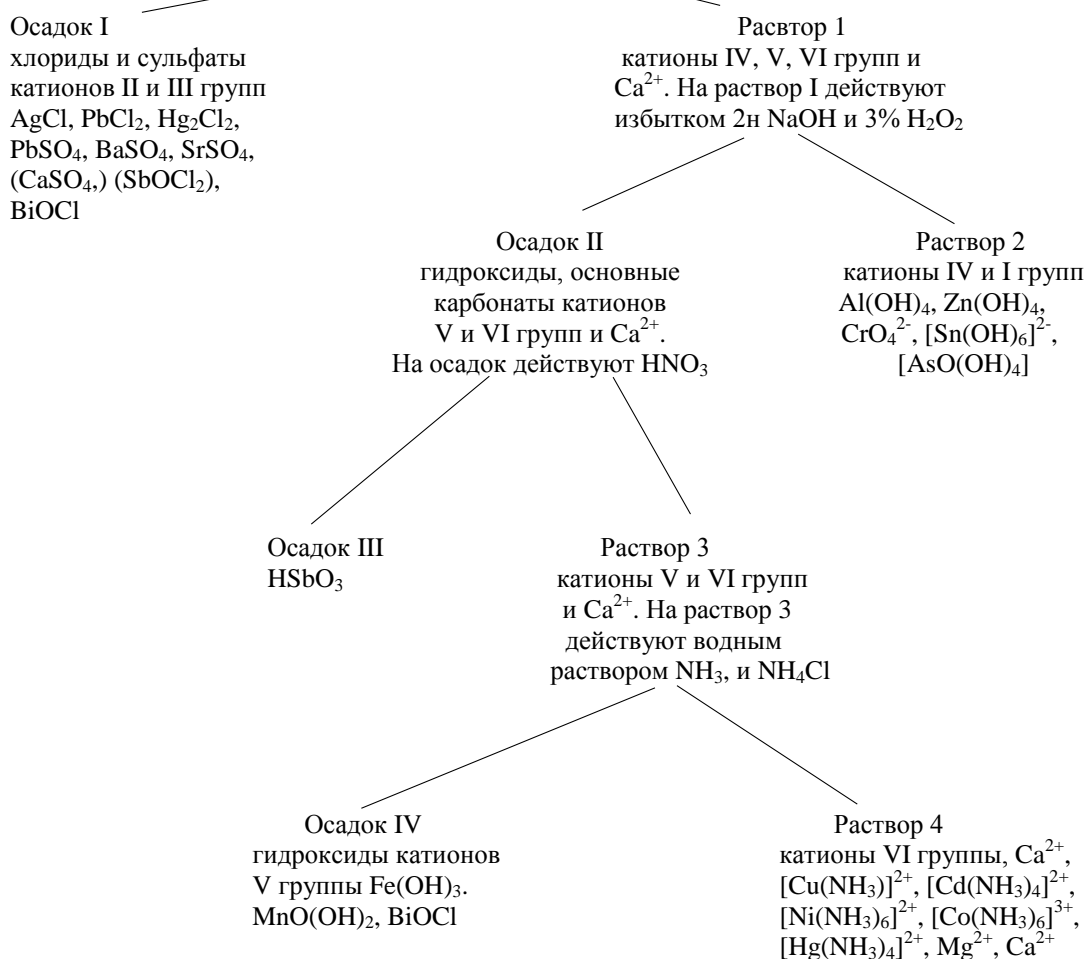 Осадок I
хлориды и сульфаты
катионов II и III групп
AgCl, PbCl₂, Hg₂Cl₂,
PbSO₄, BaSO₄, SrSO₄,
(CaSO₄,) (SbOCl₂),
BiOCl
Расвтор 1
катионы IV, V, VI групп и
Ca²⁺. На раствор I действуют
избытком 2н NaOH и 3% H₂O₂
Осадок II
гидроксиды, основные
карбонаты катионов
V и VI групп и Ca²⁺.
На осадок действуют HNO₃
Раствор 2
катионы IV и I групп
Al(OH)₄, Zn(OH)₄,
CrO₄²⁻, [Sn(OH)₆]²⁻,
[AsO(OH)₄]
Осадок III
HSbO₃
Раствор 3
катионы V и VI групп
и Ca²⁺. На раствор 3
действуют водным
раствором NH₃, и NH₄Cl
Осадок IV
гидроксиды катионов
V группы Fe(OH)₃.
MnO(OH)₂, BiOCl
Раствор 4
катионы VI группы, Ca²⁺,
[Cu(NH₃)]²⁺, [Cd(NH₃)₄]²⁺,
[Ni(NH₃)₆]²⁺, [Co(NH₃)₆]³⁺,
[Hg(NH₃)₄]²⁺, Mg²⁺, Ca²⁺